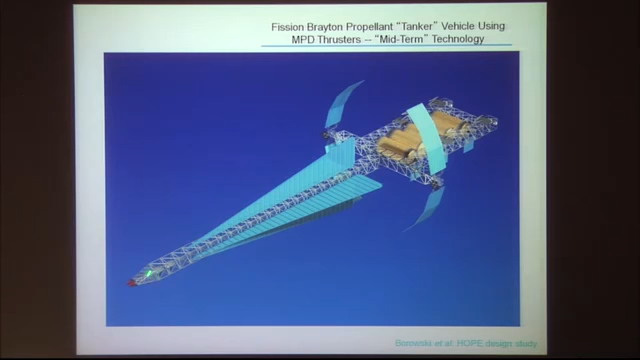 Fission Brayton Propellant "Tanker" Vehicle Using
MPD Thrusters -- "Mid-Term" Technology
Borowski et al. HOPE design study